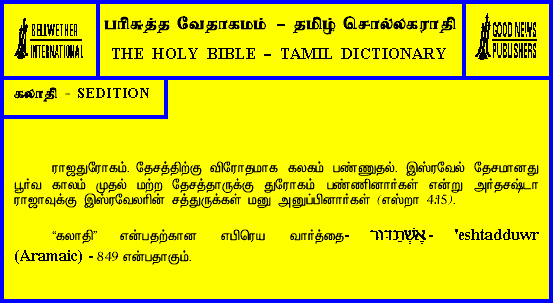 BELLWETHER
INTERNATIONAL
பரிசுத்த வேதாகமம் – தமிழ் சொல்லகராதி
THE HOLY BIBLE – TAMIL DICTIONARY
GOOD NEWS
PUBLISHERS
கலாதி - SEDITION
ராஜதுரோகம். தேசத்திற்கு விரோதமாக கலகம் பண்ணுதல். இஸ்ரவேல் தேசமானது
பூர்வ காலம் முதல் மற்ற தேசத்தாருக்கு துரோகம் பண்ணினார்கள் என்று அர்தசஷ்டா
ராஜாவுக்கு இஸ்ரவேலரின் சத்துருக்கள் மனு அனுப்பினார்கள் (எஸ்றா 4:15).
“கலாதி” என்பதற்கான எபிரெய வார்த்தை- אֶשְׁתַּדּוּר - 'eshtadduwr
(Aramaic) - 849 என்பதாகும்.